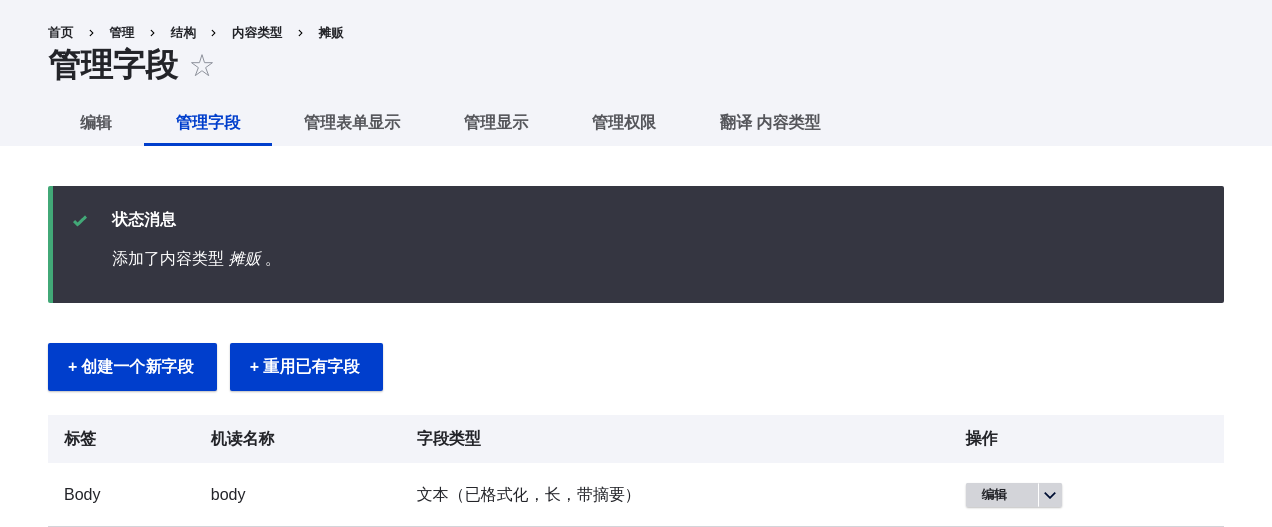 首页 › 管理 › 结构 › 内容类型 › 摊贩
管理字段 ☆
编辑 管理字段 管理表单显示 管理显示 管理权限 翻译 内容类型
状态消息
添加了内容类型 摊贩 。
+ 创建一个新字段 + 重用已有字段
标签 机读名称 字段类型 操作
Body body 文本（已格式化，长，带摘要） 编辑